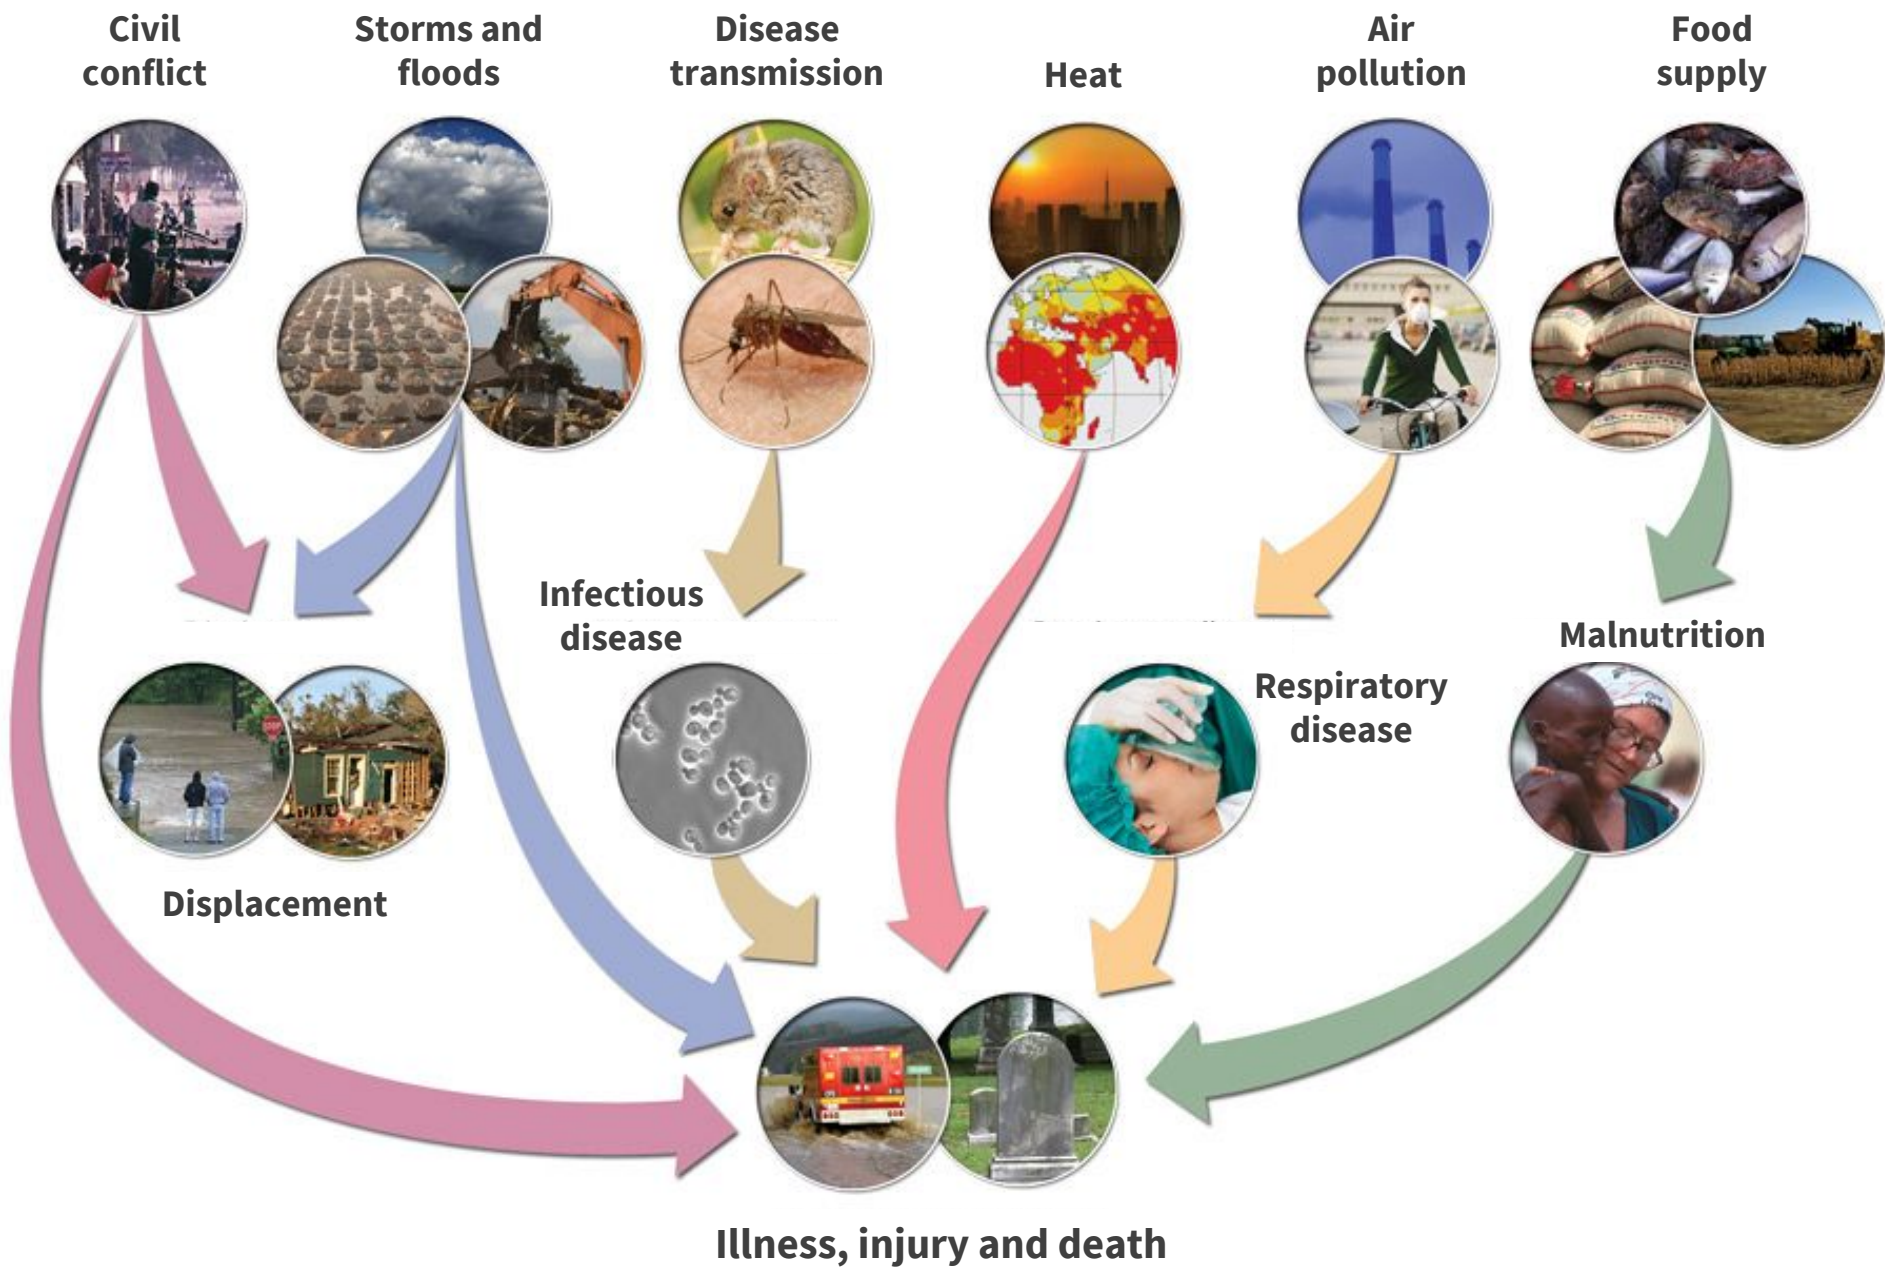 Civil
conflict
Storms and
floods
Disease
transmission
Heat
Air
pollution
Food
supply
Infectious
disease
Malnutrition
Respiratory
disease
STOP
Displacement
Illness, injury and death